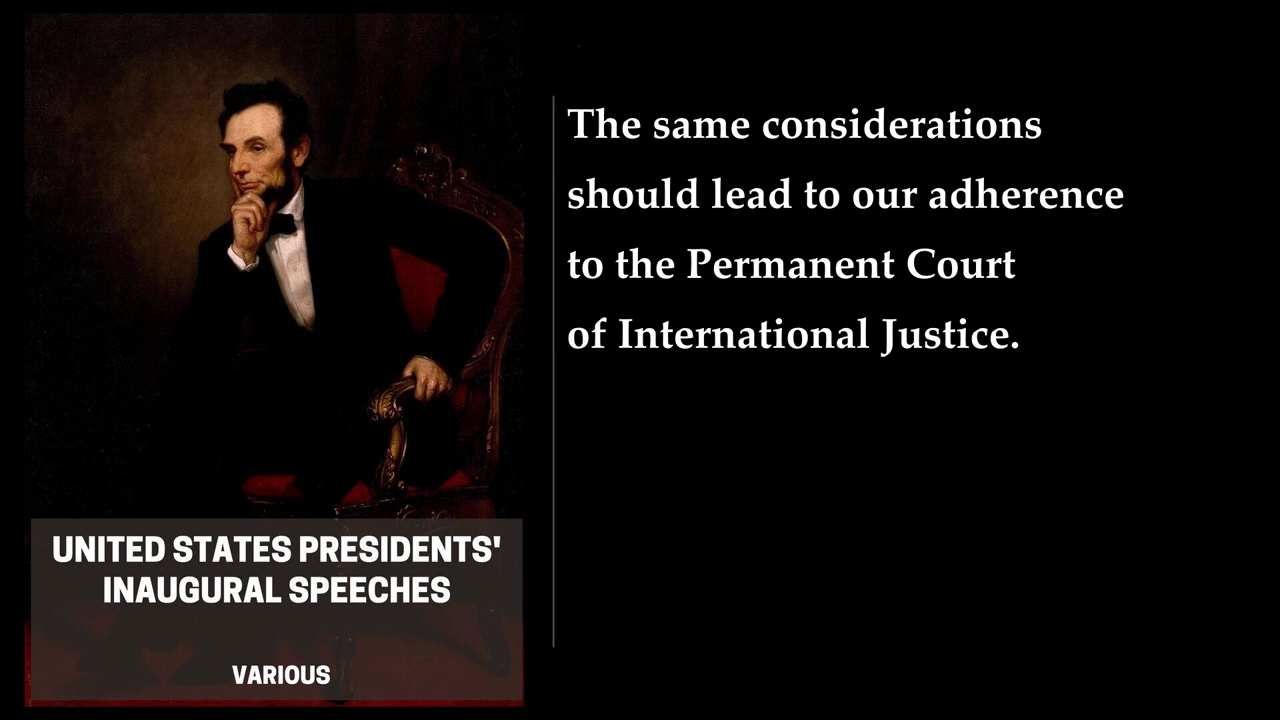 The same considerations
should lead to our adherence
to the Permanent Court
of International Justice.
UNITED STATES PRESIDENTS'
INAUGURAL SPEECHES
VARIOUS